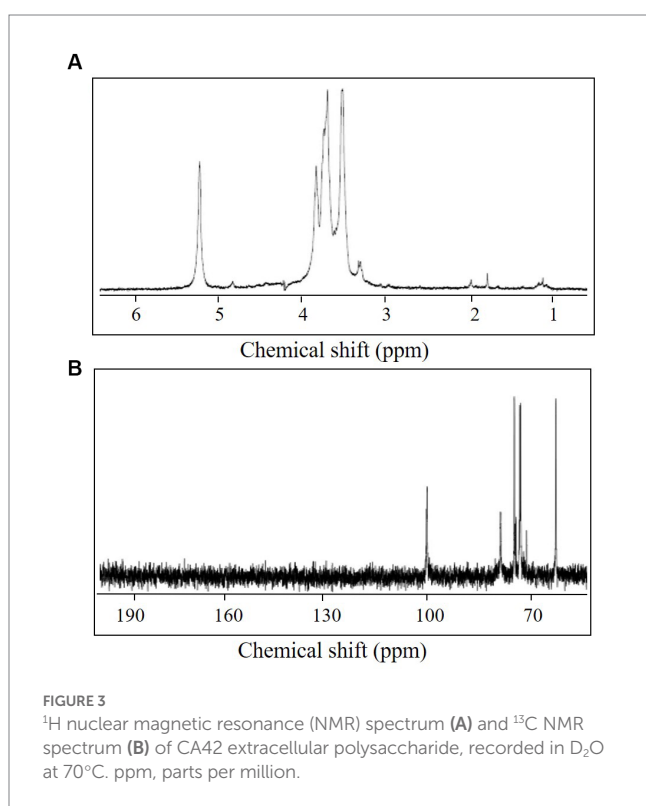 A
6 5 4 3 2 1
Chemical shift (ppm)
B
190 160 130 100 70
Chemical shift (ppm)
FIGURE 3
¹H nuclear magnetic resonance (NMR) spectrum (A) and ¹³C NMR
spectrum (B) of CA42 extracellular polysaccharide, recorded in D₂O
at 70°C. ppm, parts per million.